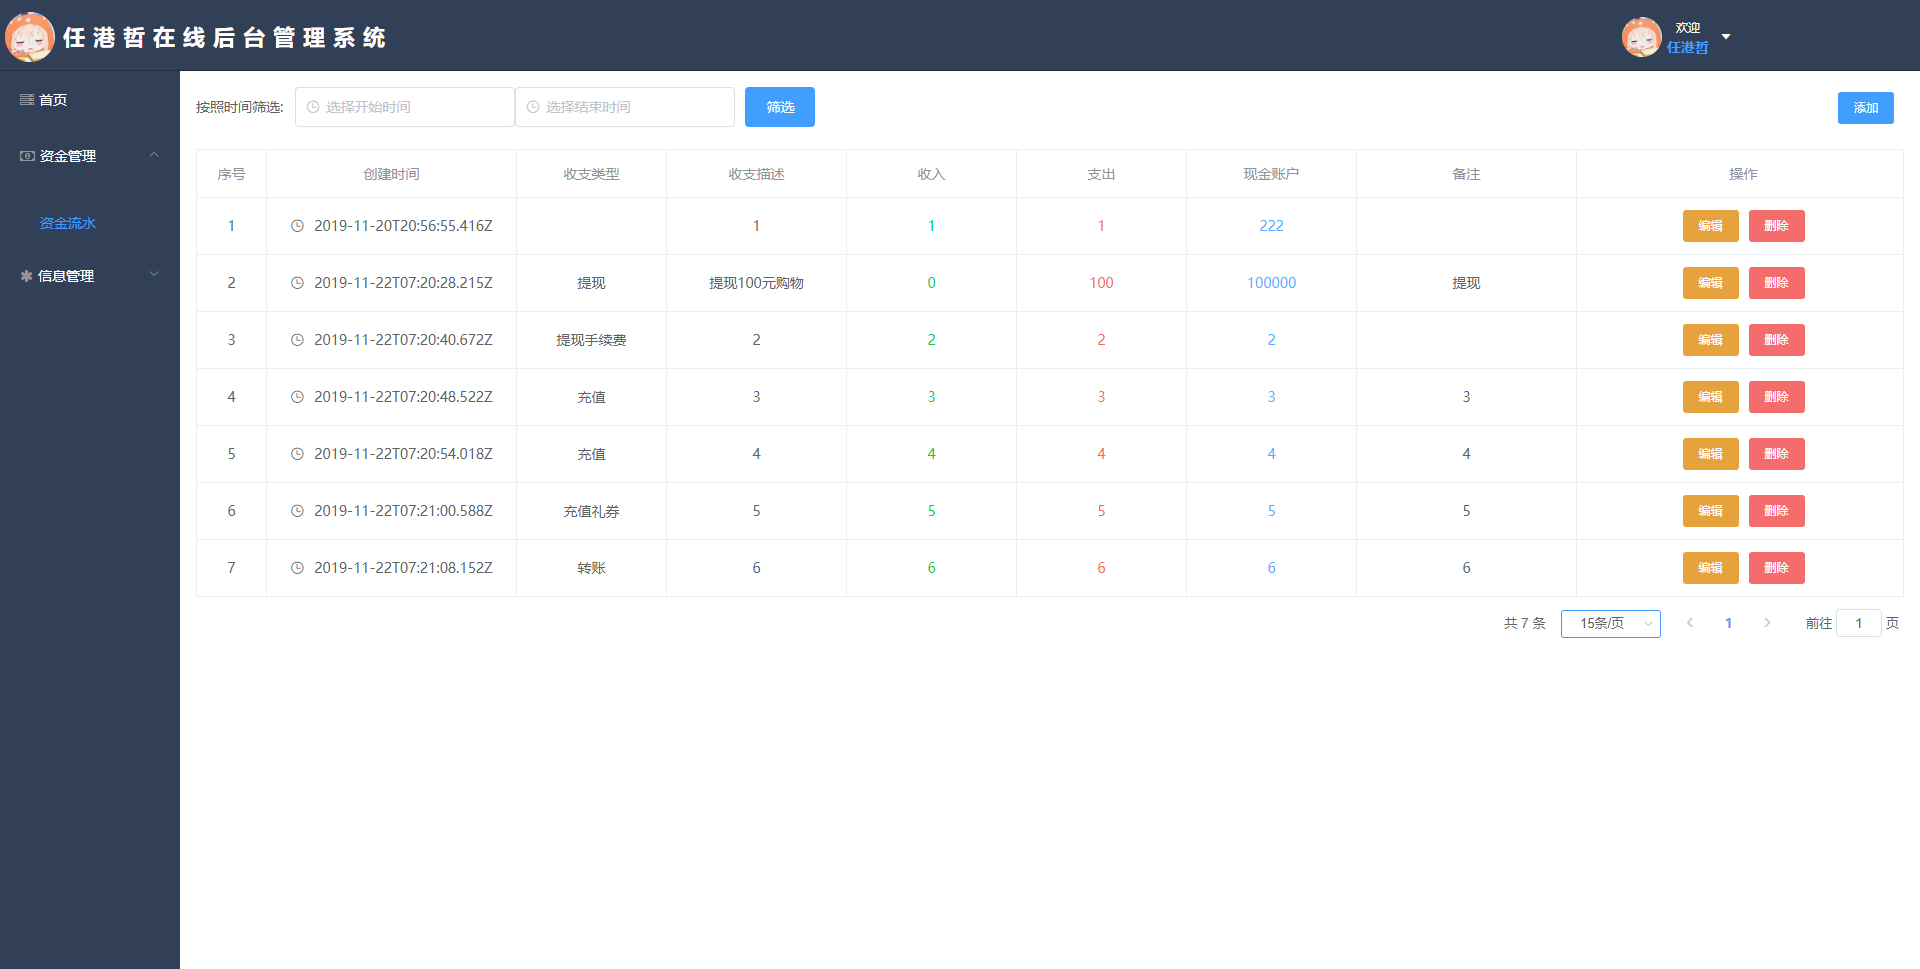 任港哲在线后台管理系统
欢迎
任港哲
首页
资金管理
资金流水
信息管理
按照时间筛选: 选择开始时间 选择结束时间 筛选 添加
序号 创建时间 收支类型 收支描述 收入 支出 现金账户 备注 操作
1 2019-11-20T20:56:55.416Z 1 1 1 222 编辑 删除
2 2019-11-22T07:20:28.215Z 提现 提现100元购物 0 100 100000 提现 编辑 删除
3 2019-11-22T07:20:40.672Z 提现手续费 2 2 2 2 编辑 删除
4 2019-11-22T07:20:48.522Z 充值 3 3 3 3 3 编辑 删除
5 2019-11-22T07:20:54.018Z 充值 4 4 4 4 4 编辑 删除
6 2019-11-22T07:21:00.588Z 充值礼券 5 5 5 5 5 编辑 删除
7 2019-11-22T07:21:08.152Z 转账 6 6 6 6 6 编辑 删除
共 7 条 15条/页 1 前往 1 页